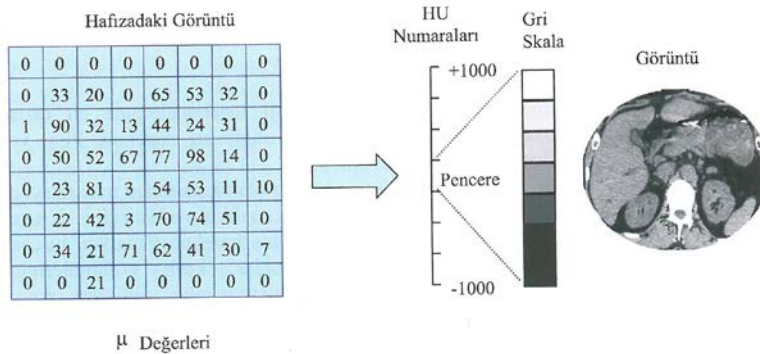 Hafızadaki Görüntü
0 0 0 0 0 0 0 0
0 33 20 0 65 53 32 0
1 90 32 13 44 24 31 0
0 50 52 67 77 98 14 0
0 23 81 3 54 53 11 10
0 22 42 3 70 74 51 0
0 34 21 71 62 41 30 7
0 0 21 0 0 0 0 0
μ Değerleri
HU
Numaraları
+1000
Pencere
-1000
Gri
Skala
Görüntü